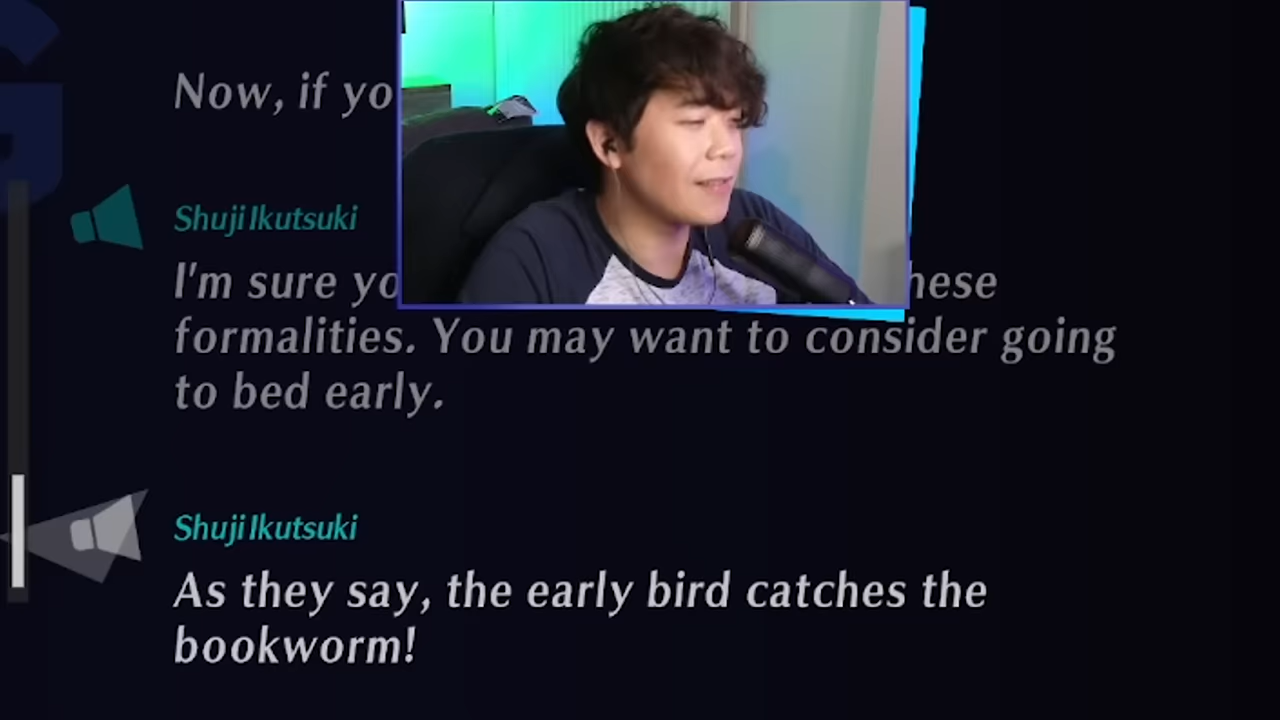 Now, if yo
Shuji Ikutsuki
I'm sure yo hese
formalities. You may want to consider going
to bed early.
Shuji Ikutsuki
As they say, the early bird catches the
bookworm!